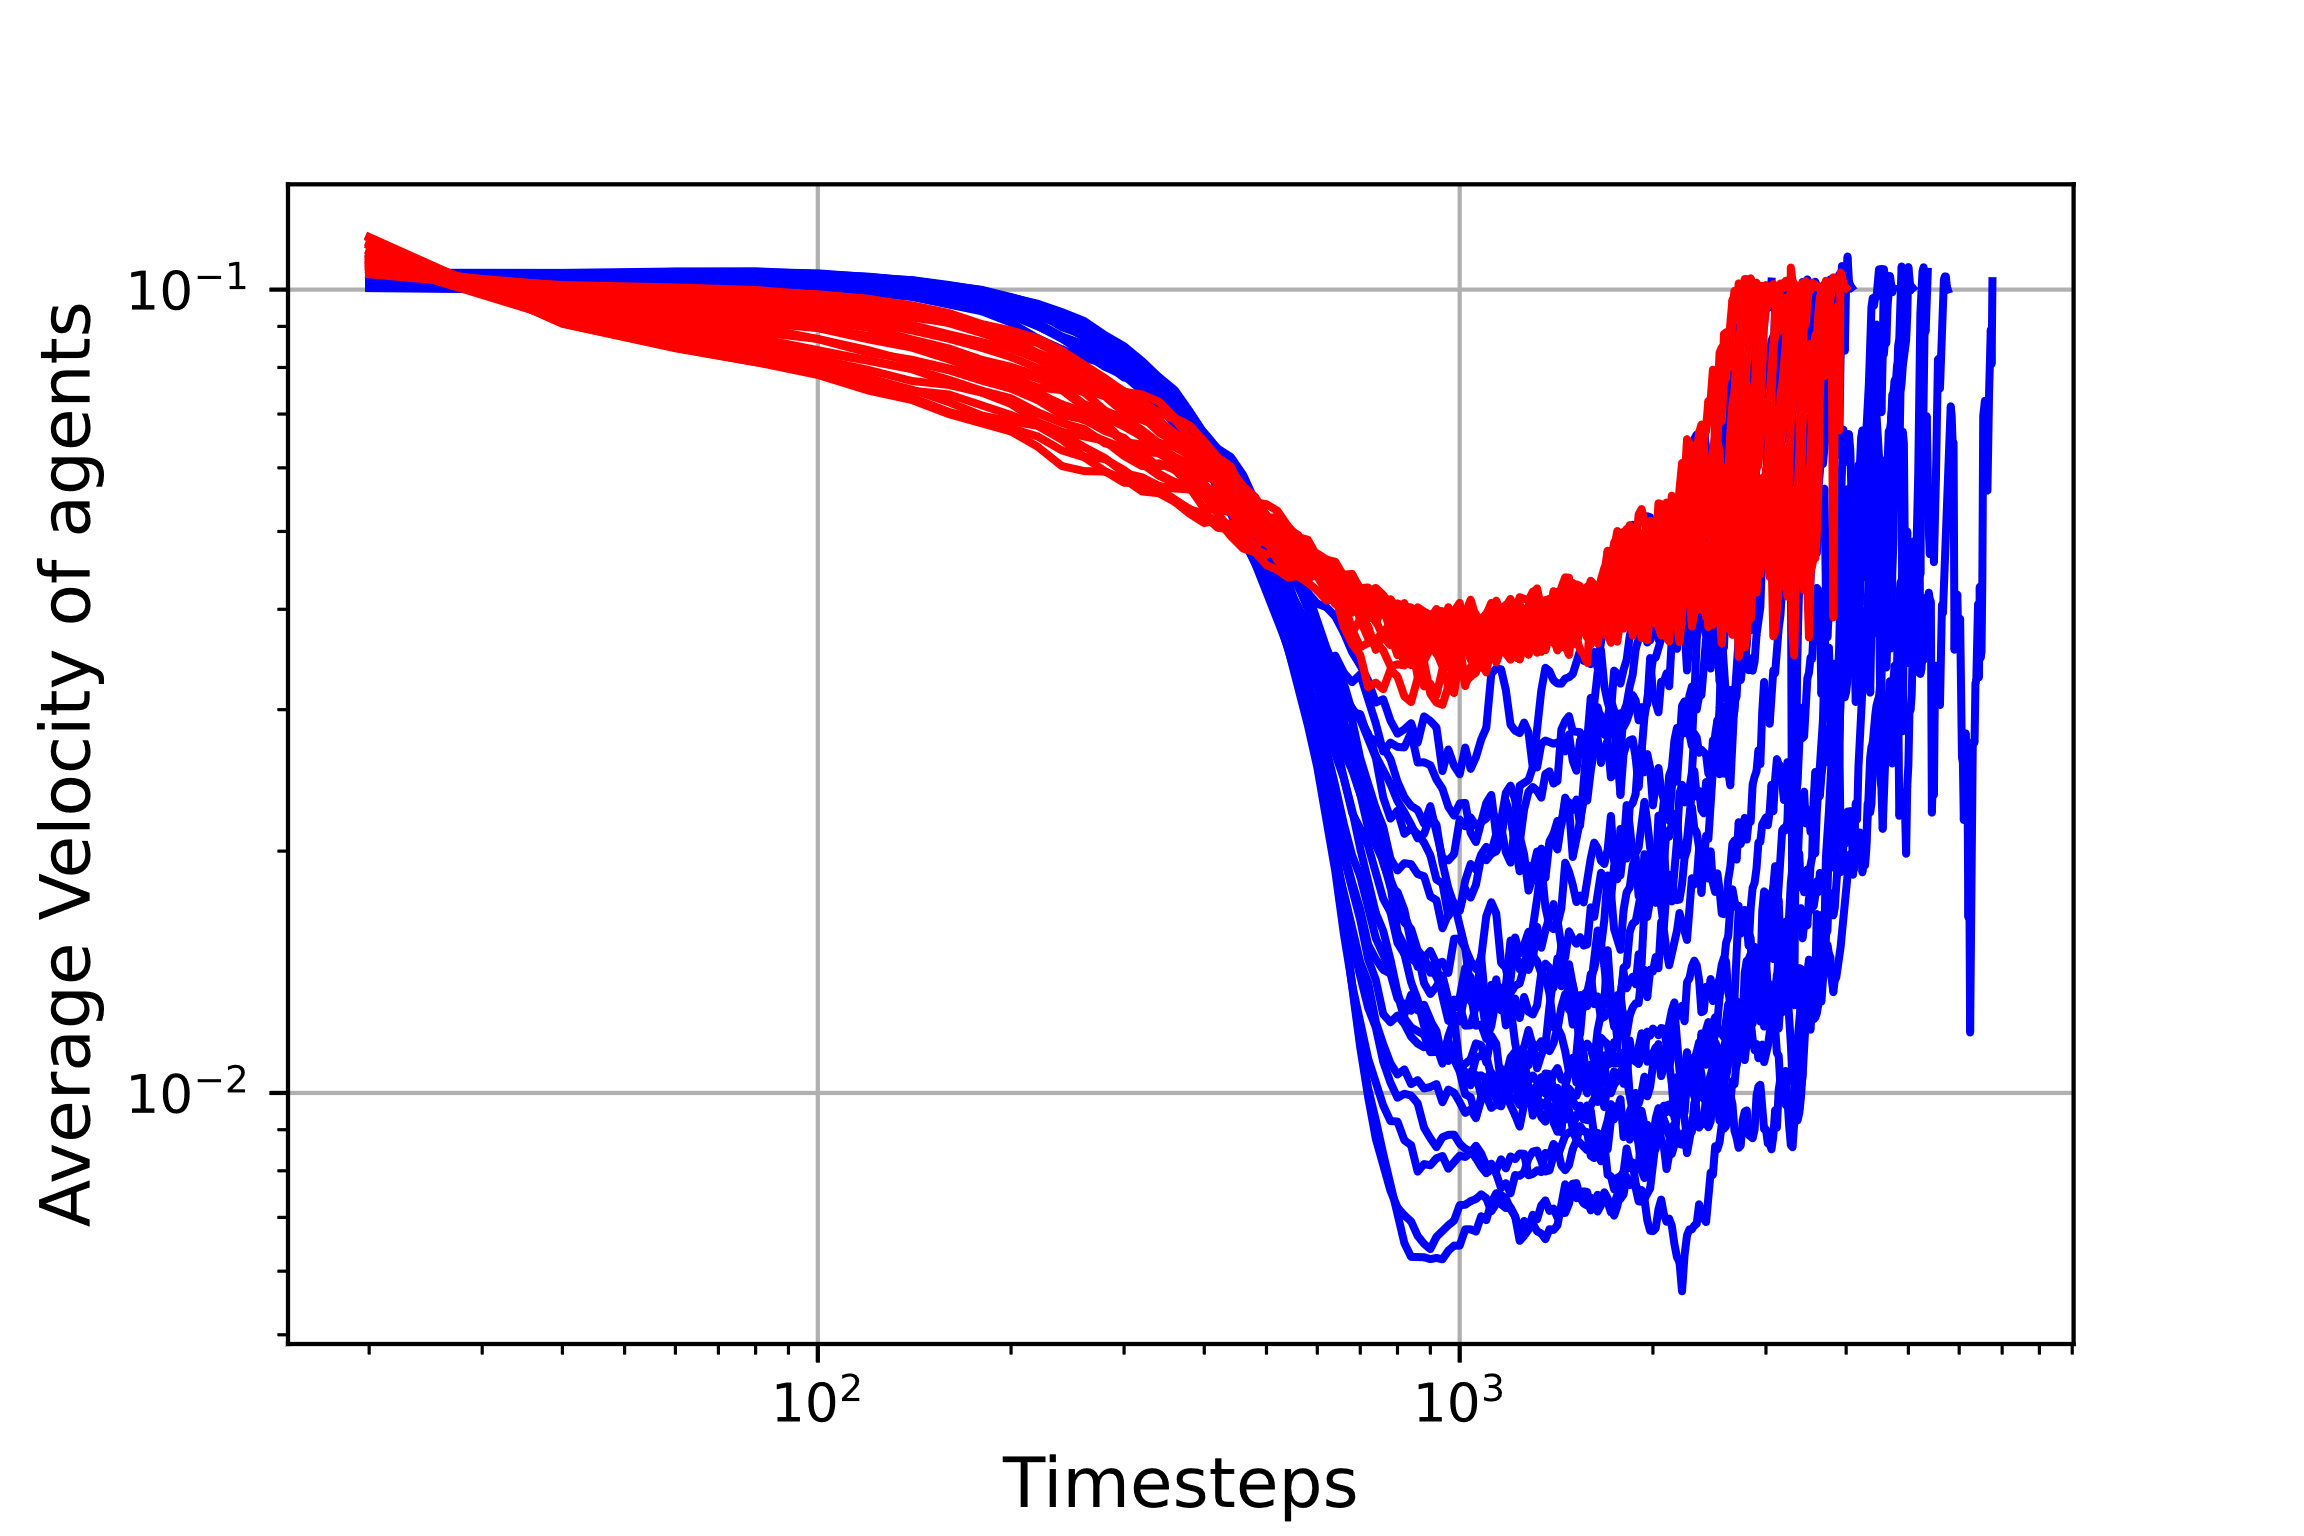 Average Velocity of agents
10⁻¹
10⁻²
10²
10³
Timesteps